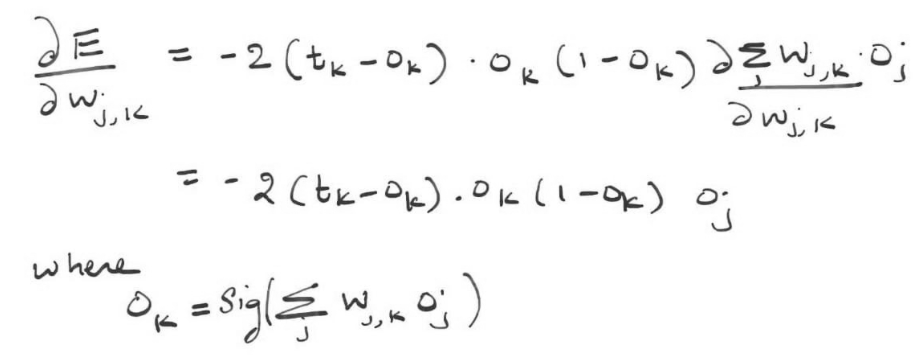 ∂E/∂w_{j,k} = -2 (t_k - o_k) · o_k (1 - o_k) ∂ Σ_j w_{j,k} · o_j / ∂w_{j,k}
= -2 (t_k - o_k) . o_k (1 - o_k) o_j
where
o_k = Sig(Σ_j w_{j,k} o_j)